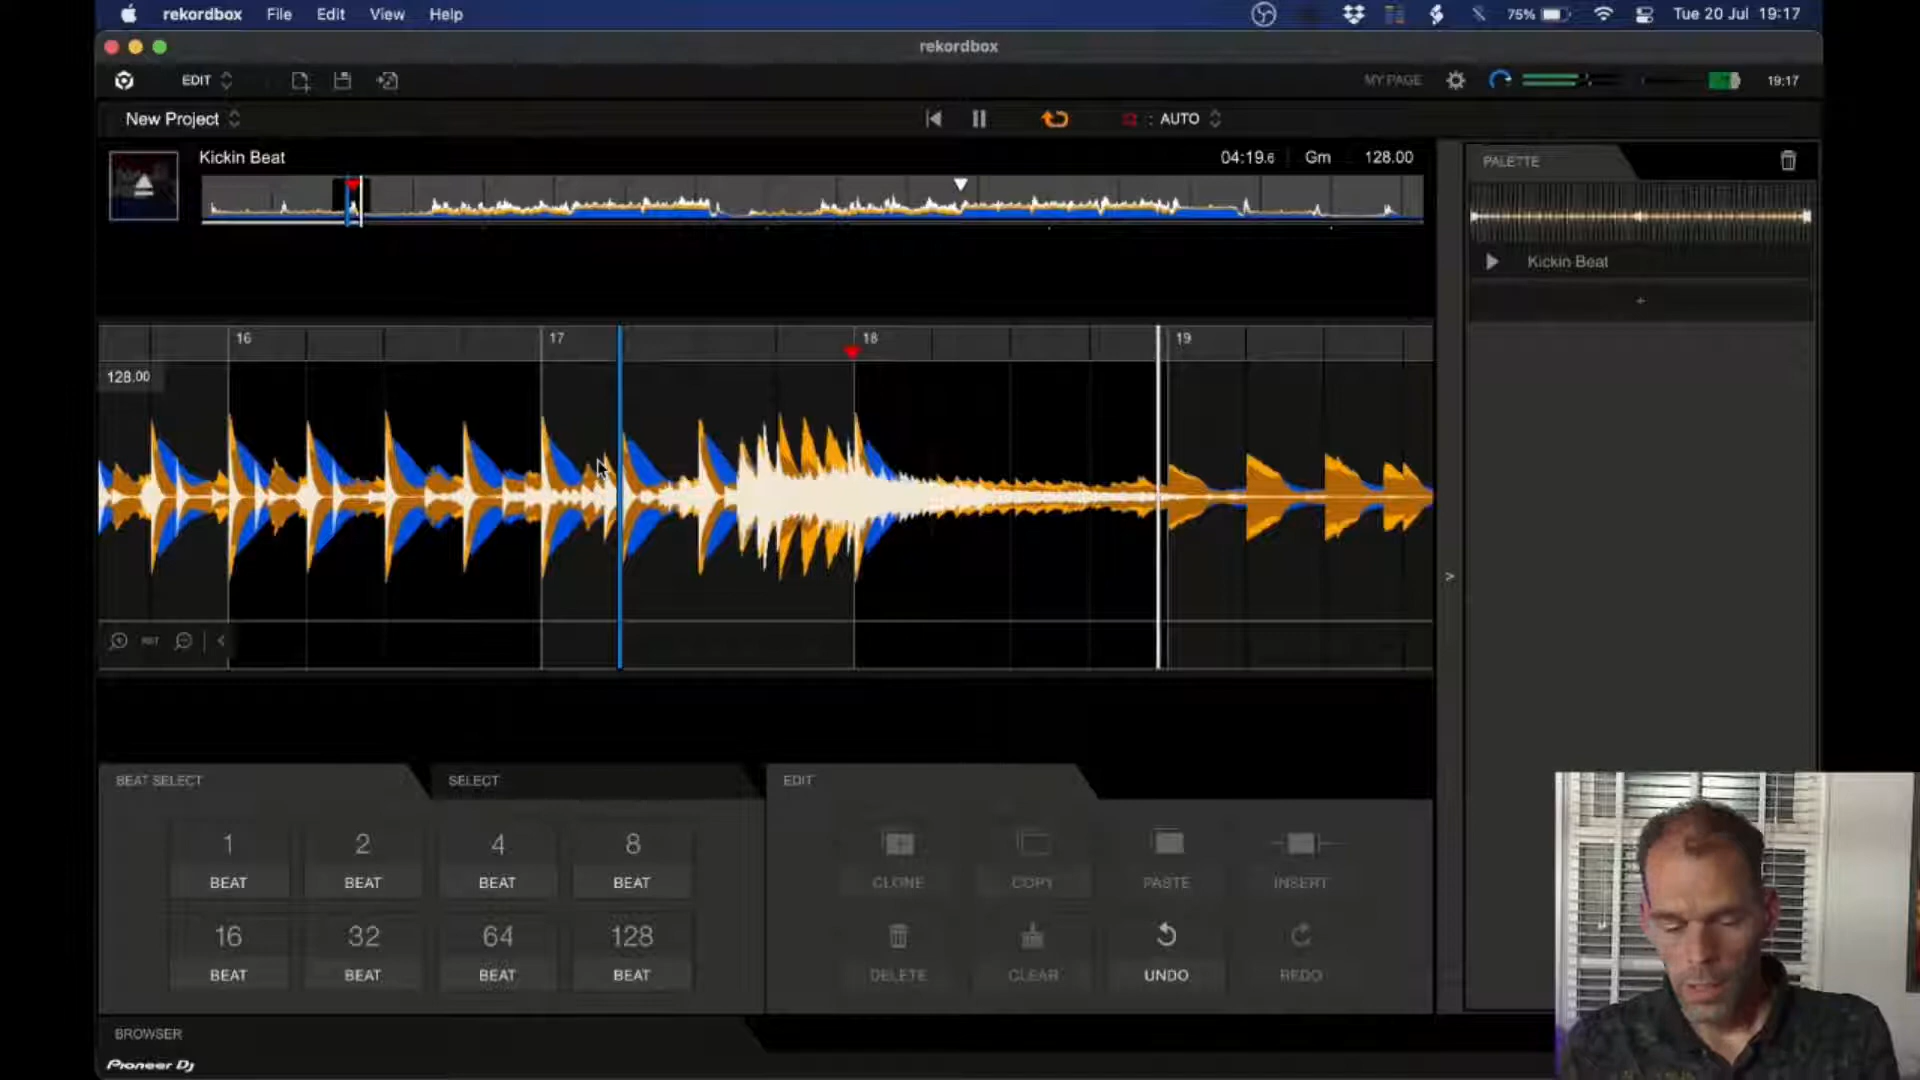 rekordbox File Edit View Help 75% Tue 20 Jul 19:17
rekordbox
EDIT MY PAGE 19:17
New Project : AUTO
Kickin Beat 04:19.6 Gm 128.00
PALETTE
Kickin Beat
16 17 18 19
128.00
RST
BEAT SELECT SELECT EDIT
1 2 4 8
BEAT BEAT BEAT BEAT
CLONE COPY PASTE INSERT
16 32 64 128
BEAT BEAT BEAT BEAT
DELETE CLEAR UNDO REDO
BROWSER
Pioneer Dj